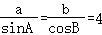 a/sinA = b/cosB = 4